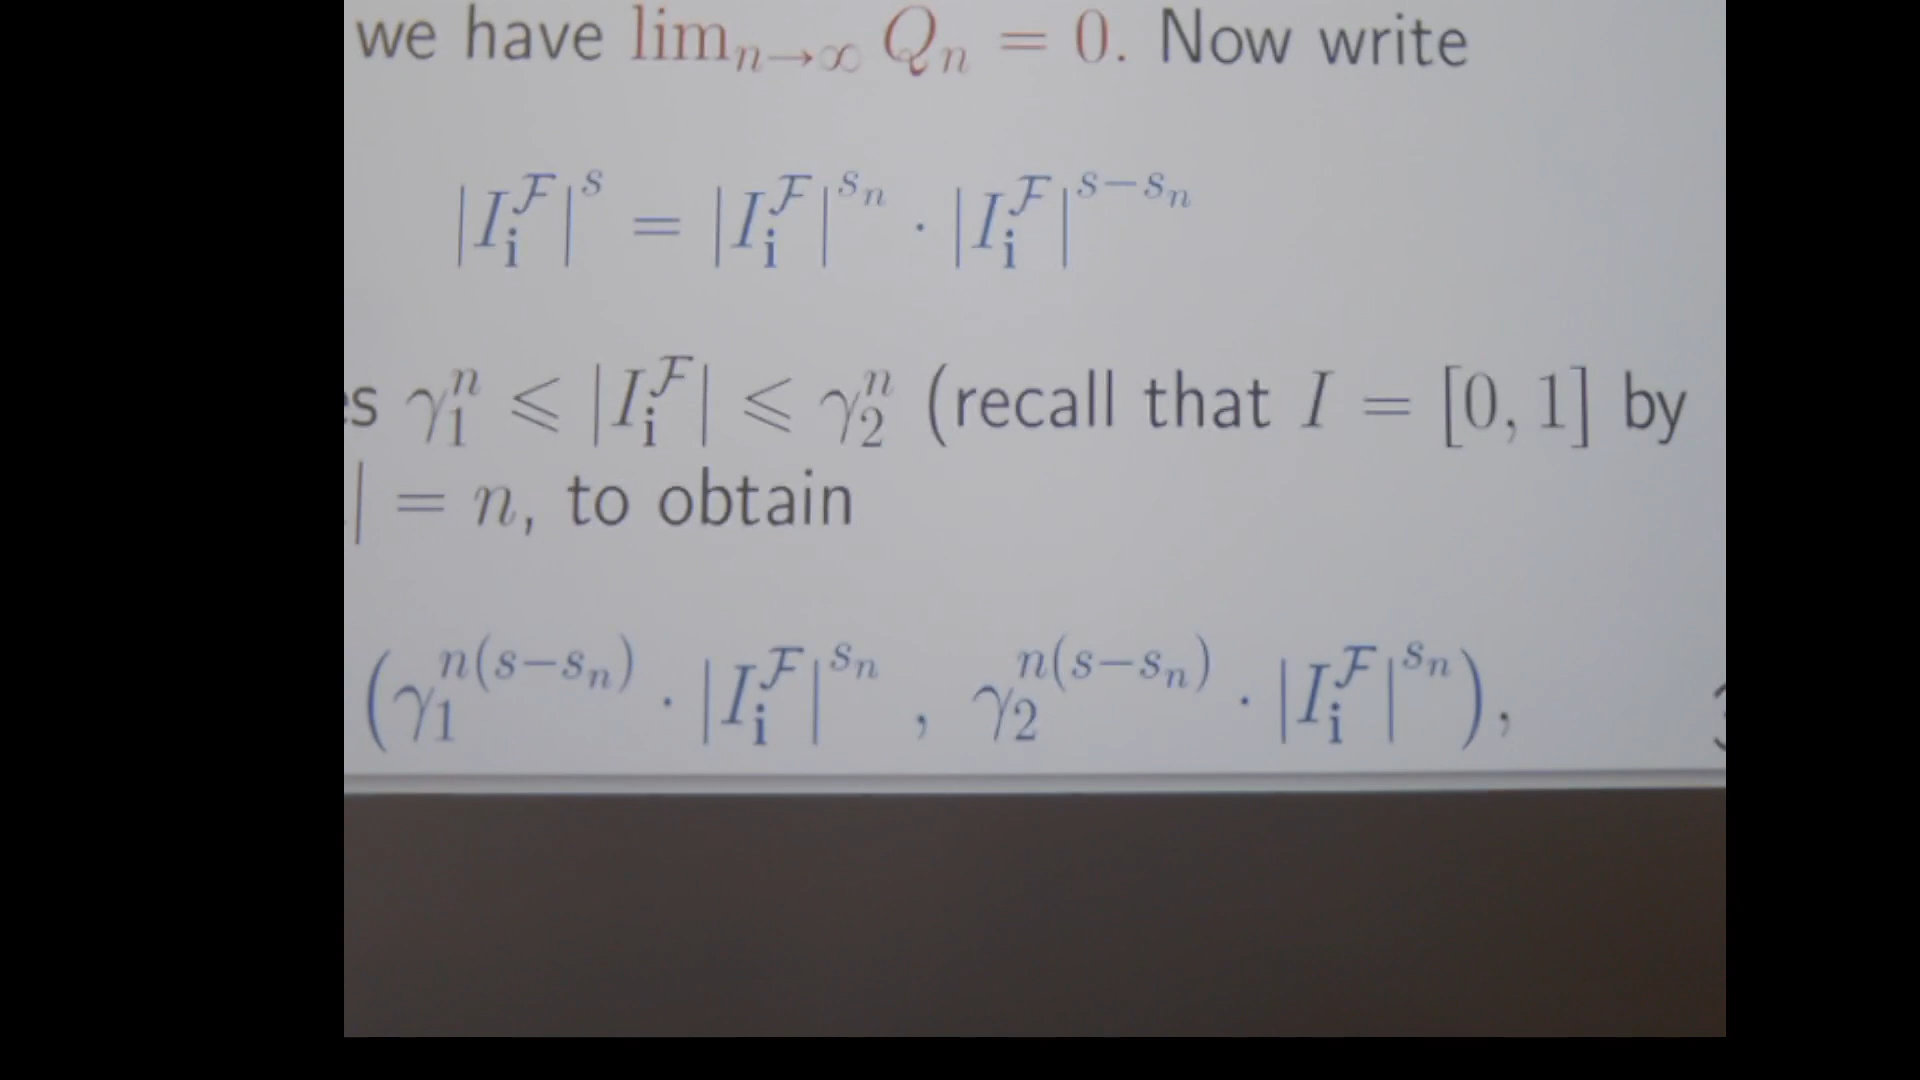 we have lim_{n→∞} Q_n = 0. Now write
|I_𝐢^ℱ|^s = |I_𝐢^ℱ|^{s_n} · |I_𝐢^ℱ|^{s−s_n}
γ_1^n ⩽ |I_𝐢^ℱ| ⩽ γ_2^n (recall that I = [0, 1] by
| = n, to obtain
(γ_1^{n(s−s_n)} · |I_𝐢^ℱ|^{s_n} , γ_2^{n(s−s_n)} · |I_𝐢^ℱ|^{s_n}),